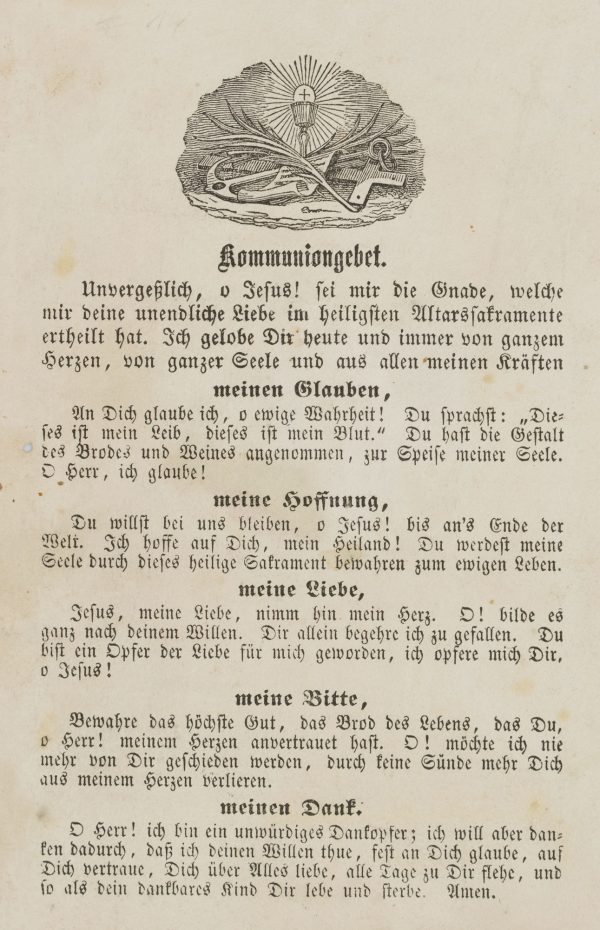 Kommuniongebet.
Unvergeßlich, o Jesus! sei mir die Gnade, welche
mir deine unendliche Liebe im heiligsten Altarssakramente
ertheilt hat. Ich gelobe Dir heute und immer von ganzem
Herzen, von ganzer Seele und aus allen meinen Kräften
meinen Glauben,
An Dich glaube ich, o ewige Wahrheit! Du sprachst: „Die-
ses ist mein Leib, dieses ist mein Blut.“ Du hast die Gestalt
des Brodes und Weines angenommen, zur Speise meiner Seele.
O Herr, ich glaube!
meine Hoffnung,
Du willst bei uns bleiben, o Jesus! bis an's Ende der
Welt. Ich hoffe auf Dich, mein Heiland! Du werdest meine
Seele durch dieses heilige Sakrament bewahren zum ewigen Leben.
meine Liebe,
Jesus, meine Liebe, nimm hin mein Herz. O! bilde es
ganz nach deinem Willen. Dir allein begehre ich zu gefallen. Du
bist ein Opfer der Liebe für mich geworden, ich opfere mich Dir,
o Jesus!
meine Bitte,
Bewahre das höchste Gut, das Brod des Lebens, das Du,
o Herr! meinem Herzen anvertrauet hast. O! möchte ich nie
mehr von Dir geschieden werden, durch keine Sünde mehr Dich
aus meinem Herzen verlieren.
meinen Dank.
O Herr! ich bin ein unwürdiges Dankopfer; ich will aber dan-
ken dadurch, daß ich deinen Willen thue, fest an Dich glaube, auf
Dich vertraue, Dich über Alles liebe, alle Tage zu Dir flehe, und
so als dein dankbares Kind Dir lebe und sterbe. Amen.